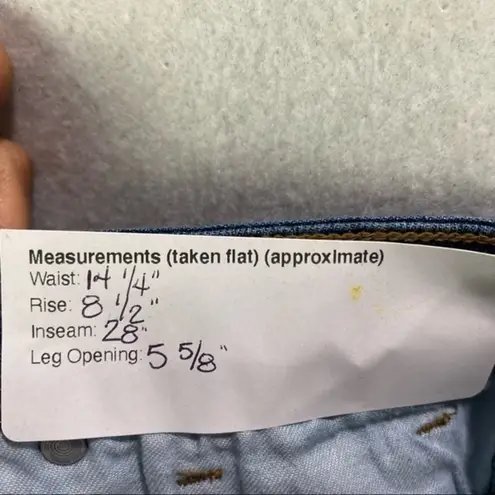 Measurements (taken flat) (approximate)
Waist: 14 1/4"
Rise: 8 1/2"
Inseam: 28"
Leg Opening: 5 5/8"